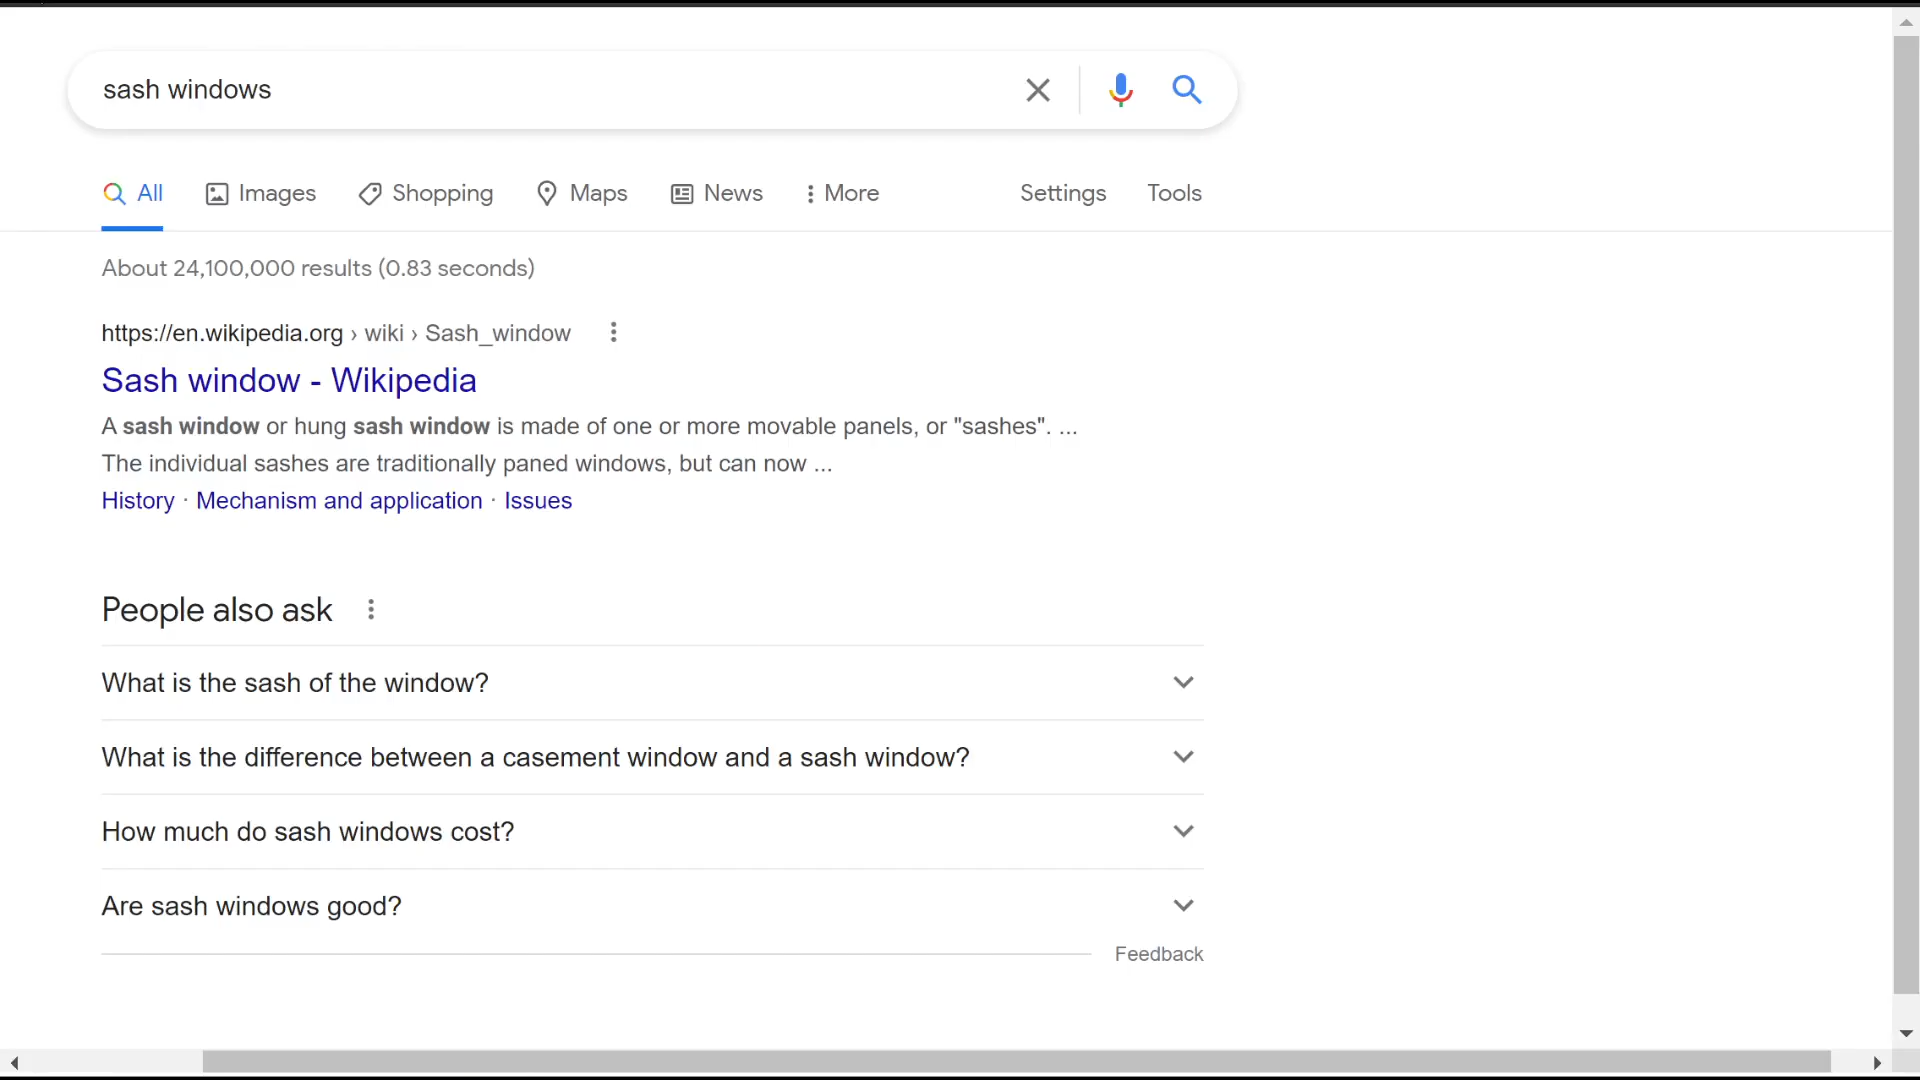 sash windows
All Images Shopping Maps News More Settings Tools
About 24,100,000 results (0.83 seconds)
https://en.wikipedia.org › wiki › Sash_window
Sash window - Wikipedia
A sash window or hung sash window is made of one or more movable panels, or "sashes". ...
The individual sashes are traditionally paned windows, but can now ...
History · Mechanism and application · Issues
People also ask
What is the sash of the window?
What is the difference between a casement window and a sash window?
How much do sash windows cost?
Are sash windows good?
Feedback